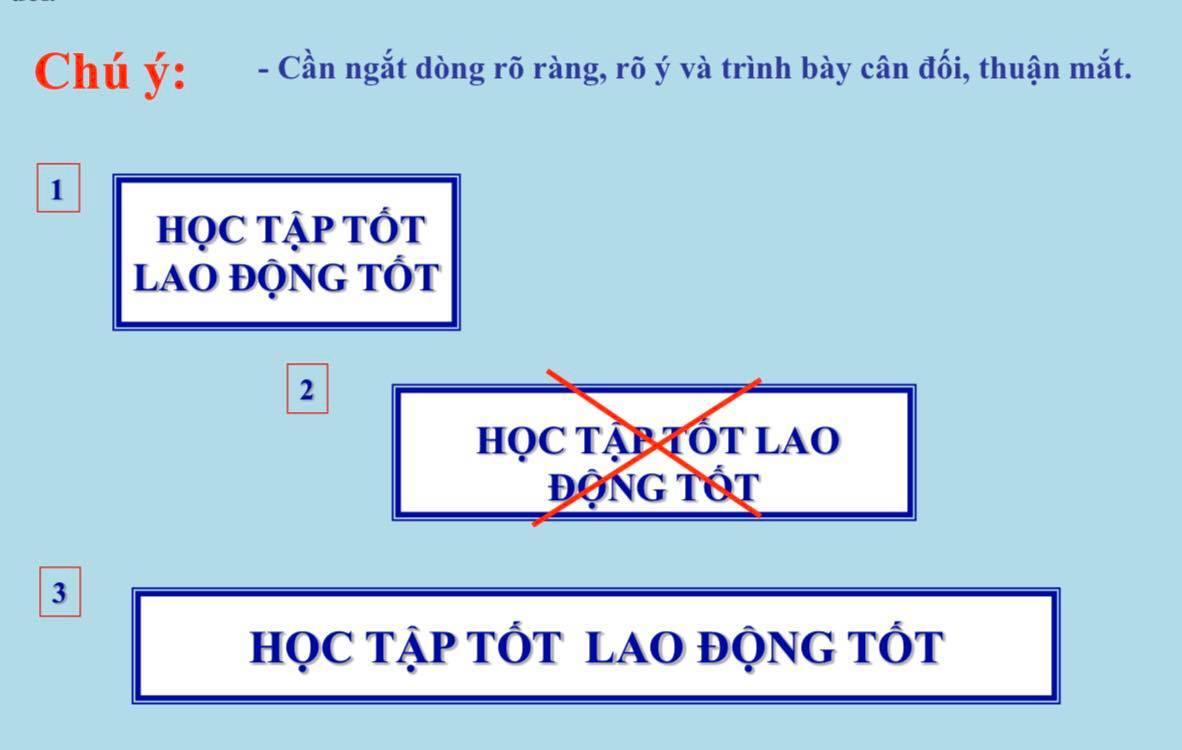 Chú ý: - Cần ngắt dòng rõ ràng, rõ ý và trình bày cân đối, thuận mắt.
1
HỌC TẬP TỐT
LAO ĐỘNG TỐT
2
HỌC TẬP TỐT LAO
ĐỘNG TỐT
3
HỌC TẬP TỐT LAO ĐỘNG TỐT